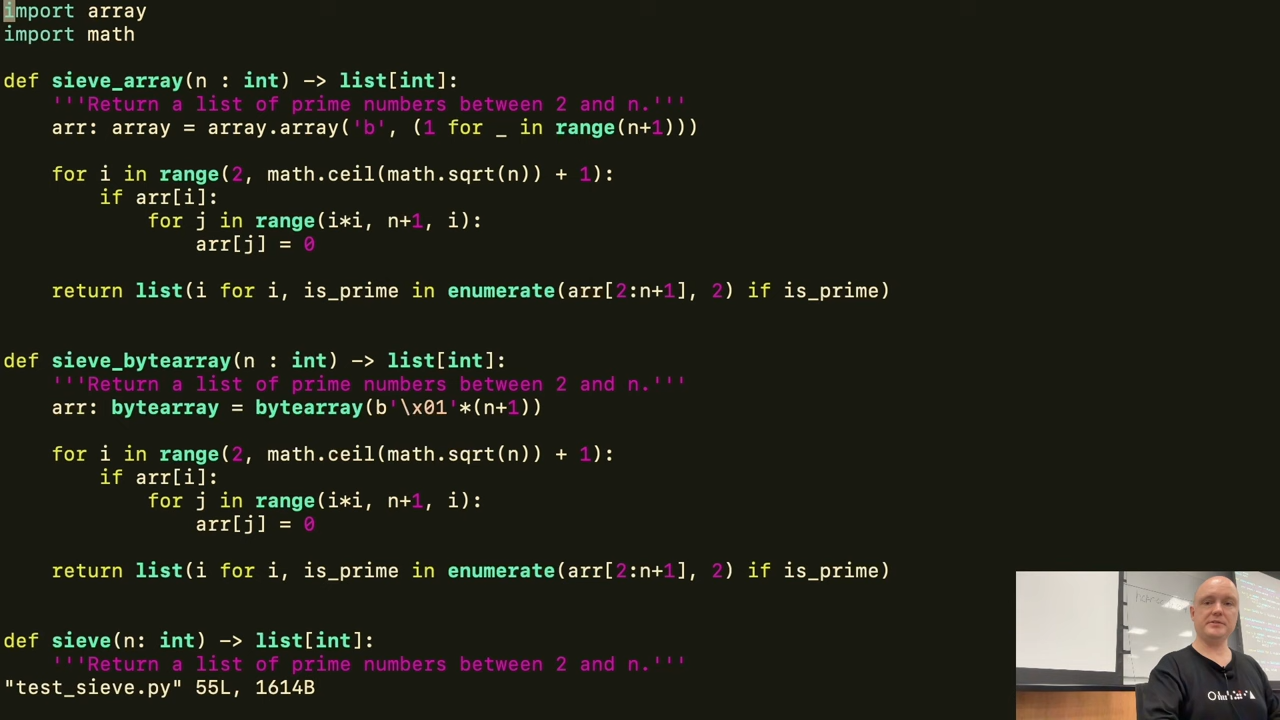 import array
import math
def sieve_array(n : int) -> list[int]:
    '''Return a list of prime numbers between 2 and n.'''
    arr: array = array.array('b', (1 for _ in range(n+1)))
    for i in range(2, math.ceil(math.sqrt(n)) + 1):
        if arr[i]:
            for j in range(i*i, n+1, i):
                arr[j] = 0
    return list(i for i, is_prime in enumerate(arr[2:n+1], 2) if is_prime)
def sieve_bytearray(n : int) -> list[int]:
    '''Return a list of prime numbers between 2 and n.'''
    arr: bytearray = bytearray(b'\x01'*(n+1))
    for i in range(2, math.ceil(math.sqrt(n)) + 1):
        if arr[i]:
            for j in range(i*i, n+1, i):
                arr[j] = 0
    return list(i for i, is_prime in enumerate(arr[2:n+1], 2) if is_prime)
def sieve(n: int) -> list[int]:
    '''Return a list of prime numbers between 2 and n.'''
"test_sieve.py" 55L, 1614B